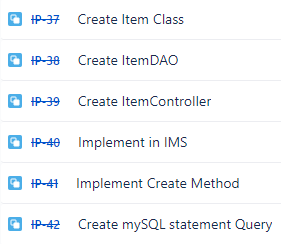 IP-37 Create Item Class
IP-38 Create ItemDAO
IP-39 Create ItemController
IP-40 Implement in IMS
IP-41 Implement Create Method
IP-42 Create mySQL statement Query